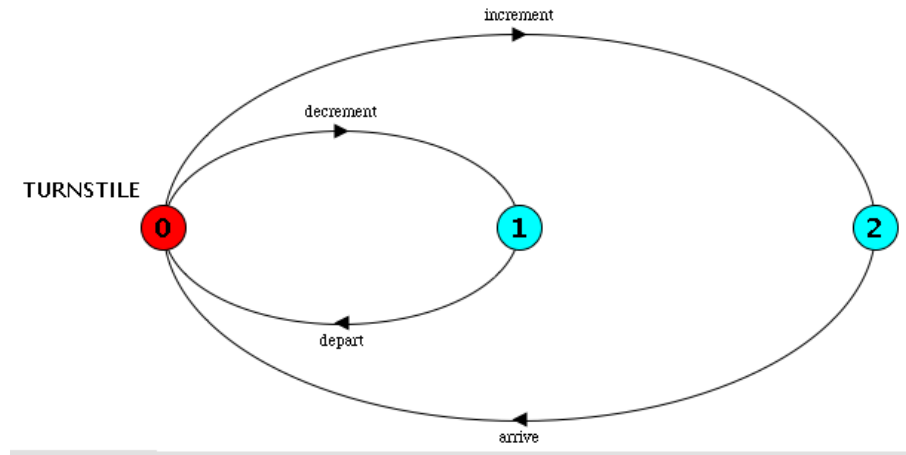 increment
decrement
TURNSTILE
0
1
2
depart
arrive